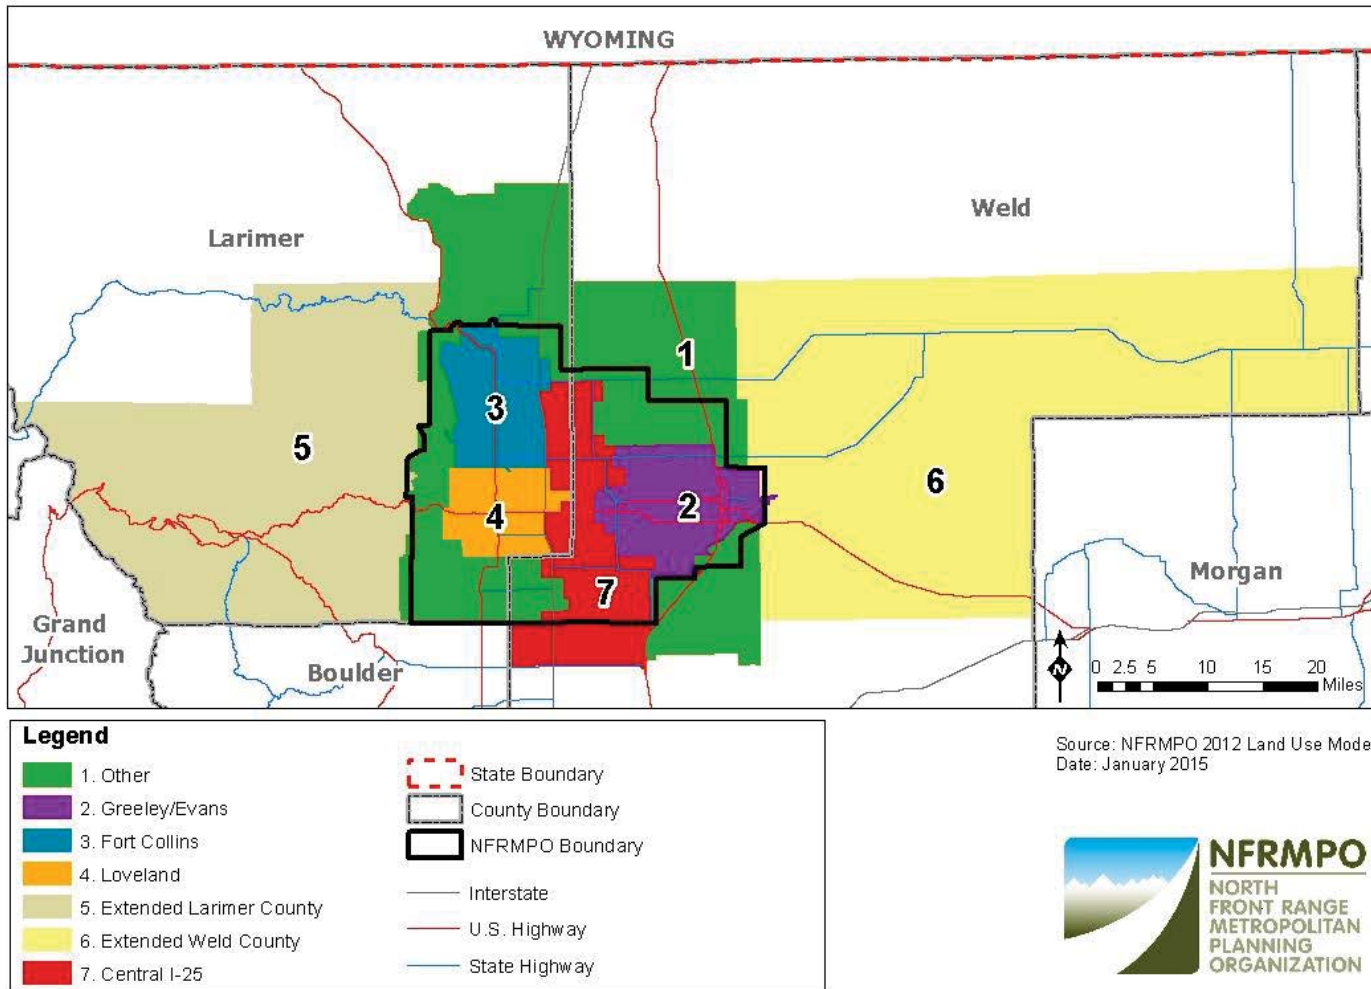 WYOMING
Weld
Larimer
1
3
5
6
2
4
7
Morgan
Grand
Junction
Boulder
N
0 2.5 5 10 15 20
Miles
Legend
1. Other
2. Greeley/Evans
3. Fort Collins
4. Loveland
5. Extended Larimer County
6. Extended Weld County
7. Central I-25
State Boundary
County Boundary
NFRMPO Boundary
Interstate
U.S. Highway
State Highway
Source: NFRMPO 2012 Land Use Mode
Date: January 2015
NFRMPO
NORTH
FRONT RANGE
METROPOLITAN
PLANNING
ORGANIZATION